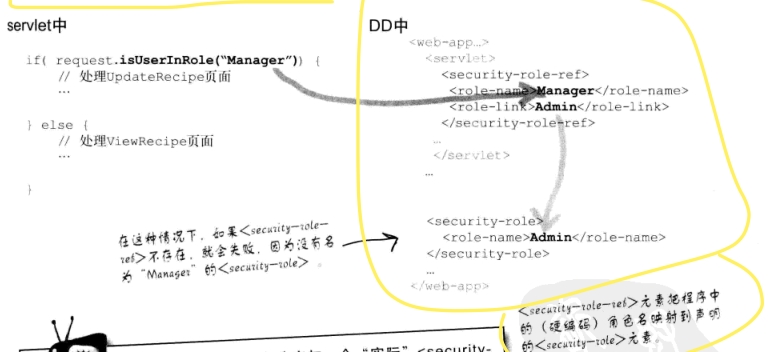 servlet中
if( request.isUserInRole("Manager")) {
// 处理UpdateRecipe页面
…
} else {
// 处理ViewRecipe页面
…
}
DD中
<web-app…>
<servlet>
<security-role-ref>
<role-name>Manager</role-name>
<role-link>Admin</role-link>
</security-role-ref>
…
</servlet>
…
<security-role>
<role-name>Admin</role-name>
</security-role>
…
</web-app>
在这种情况下，如果<security-role-
ref>不存在，就会失败，因为没有名
为“Manager”的<security-role>．
<security-role-ref>元素把程序中
的（硬编码）角色名映射到声明
的<security-role>元素
一个“实际”<security-